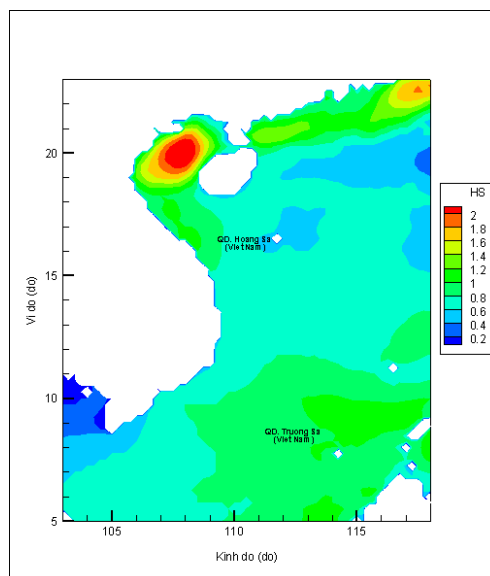 HS
2
1.8
1.6
1.4
1.2
1
0.8
0.6
0.4
0.2
20
15
10
5
Vi do (do)
QD. Hoang Sa
(Viet Nam)
QD. Truong Sa
(Viet Nam)
105
110
115
Kinh do (do)